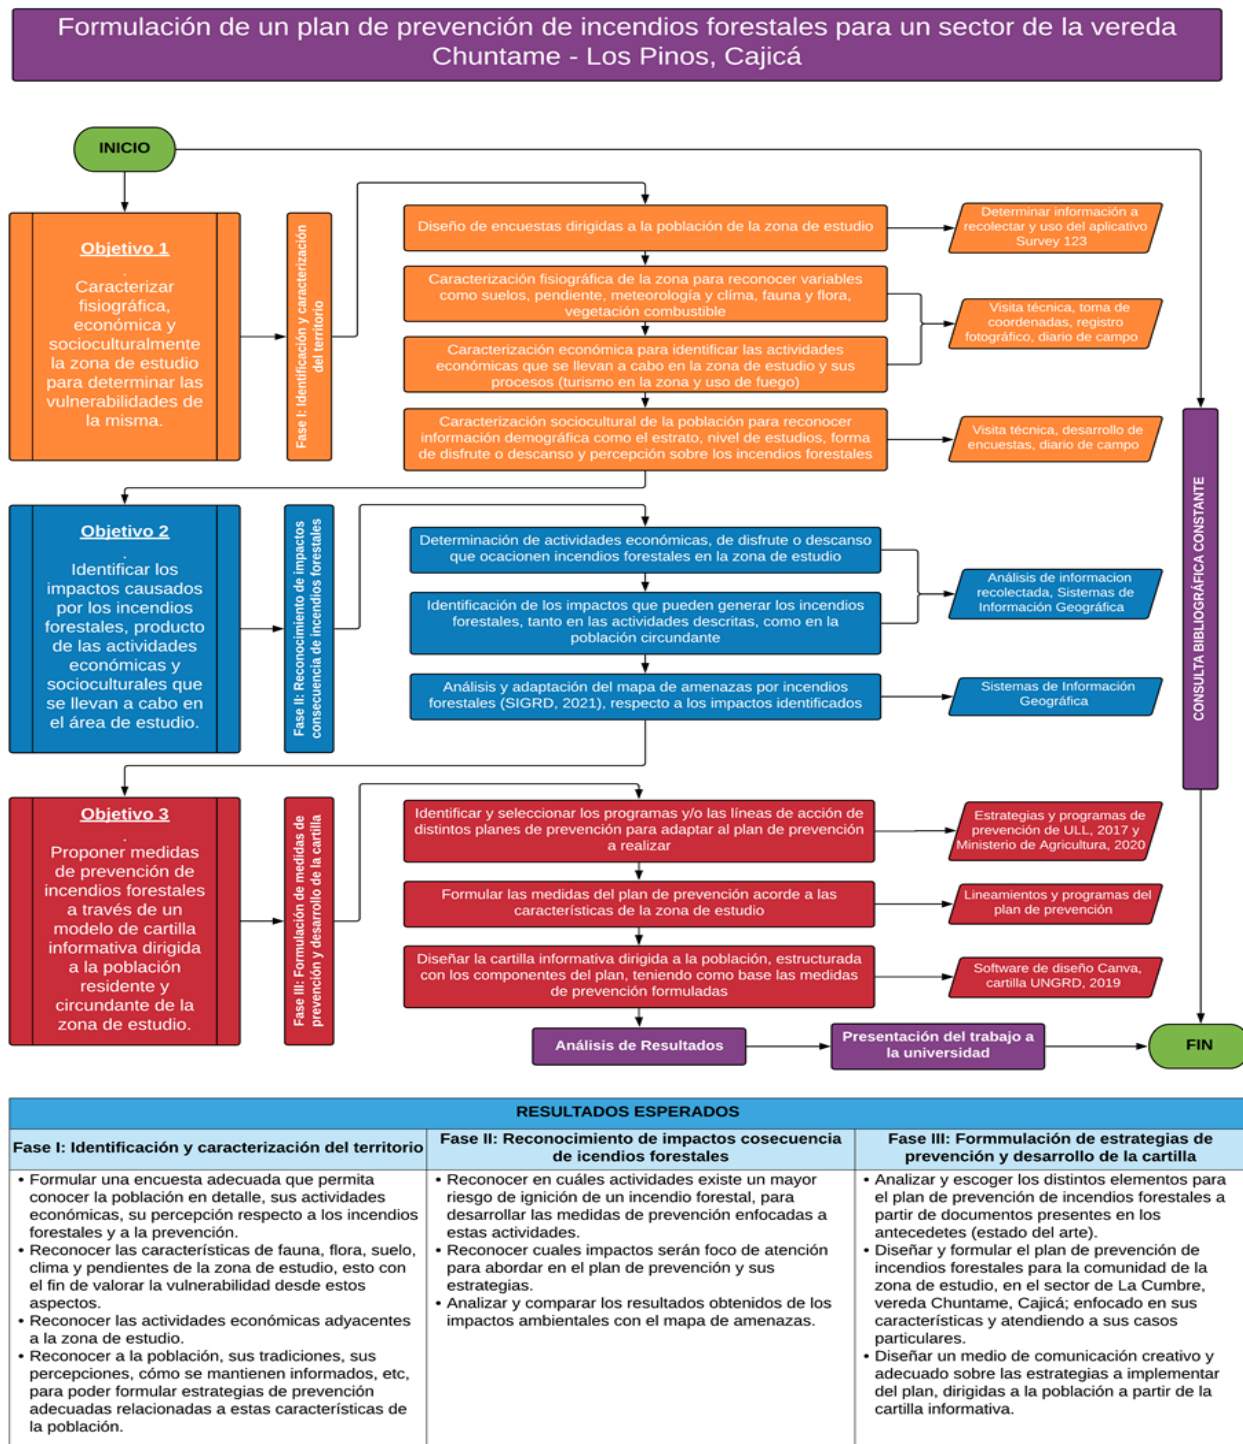 Formulación de un plan de prevención de incendios forestales para un sector de la vereda
Chuntame - Los Pinos, Cajicá
INICIO
Objetivo 1
.
Caracterizar
fisiográfica,
económica y
socioculturalmente
la zona de estudio
para determinar las
vulnerabilidades de
la misma.
Fase I: Identificación y caracterización
del territorio
Diseño de encuestas dirigidas a la población de la zona de estudio
Determinar información a
recolectar y uso del aplicativo
Survey 123
Caracterización fisiográfica de la zona para reconocer variables
como suelos, pendiente, meteorología y clíma, fauna y flora,
vegetación combustible
Caracterización económica para identificar las actividades
económicas que se llevan a cabo en la zona de estudio y sus
procesos (turismo en la zona y uso de fuego)
Visita técnica, toma de
coordenadas, registro
fotográfico, diario de campo
Caracterización sociocultural de la población para reconocer
información demográfica como el estrato, nivel de estudios, forma
de disfrute o descanso y percepción sobre los incendios forestales
Visita técnica, desarrollo de
encuestas, diario de campo
CONSULTA BIBLIOGRÁFICA CONSTANTE
Objetivo 2
.
Identificar los
impactos causados
por los incendios
forestales, producto
de las actividades
económicas y
socioculturales que
se llevan a cabo en
el área de estudio.
Fase II: Reconocimiento de impactos
consecuencia de incendios forestales
Determinación de actividades económicas, de disfrute o descanso
que ocacionen incendios forestales en la zona de estudio
Identificación de los impactos que pueden generar los incendios
forestales, tanto en las actividades descritas, como en la
población circundante
Análisis de informacion
recolectada, Sistemas de
Información Geográfica
Análisis y adaptación del mapa de amenazas por incendios
forestales (SIGRD, 2021), respecto a los impactos identificados
Sistemas de Información
Geográfica
Objetivo 3
.
Proponer medidas
de prevención de
incendios forestales
a través de un
modelo de cartilla
informativa dirigida
a la población
residente y
circundante de la
zona de estudio.
Fase III: Formulación de medidas de
prevención y desarrollo de la cartilla
Identificar y seleccionar los programas y/o las líneas de acción de
distintos planes de prevención para adaptar al plan de prevención
a realizar
Estrategias y programas de
prevención de ULL, 2017 y
Ministerio de Agricultura, 2020
Formular las medidas del plan de prevención acorde a las
características de la zona de estudio
Lineamientos y programas del
plan de prevención
Diseñar la cartilla informativa dirigida a la población, estructurada
con los componentes del plan, teniendo como base las medidas
de prevención formuladas
Software de diseño Canva,
cartilla UNGRD, 2019
Análisis de Resultados
Presentación del trabajo a
la universidad
FIN
RESULTADOS ESPERADOS
Fase I: Identificación y caracterización del territorio
• Formular una encuesta adecuada que permita
conocer la población en detalle, sus actividades
económicas, su percepción respecto a los incendios
forestales y a la prevención.
• Reconocer las características de fauna, flora, suelo,
clima y pendientes de la zona de estudio, esto con
el fin de valorar la vulnerabilidad desde estos
aspectos.
• Reconocer las actividades económicas adyacentes
a la zona de estudio.
• Reconocer a la población, sus tradiciones, sus
percepciones, cómo se mantienen informados, etc,
para poder formular estrategias de prevención
adecuadas relacionadas a estas características de
la población.
Fase II: Reconocimiento de impactos cosecuencia
de icendios forestales
• Reconocer en cuáles actividades existe un mayor
riesgo de ignición de un incendio forestal, para
desarrollar las medidas de prevención enfocadas a
estas actividades.
• Reconocer cuales impactos serán foco de atención
para abordar en el plan de prevención y sus
estrategias.
• Analizar y comparar los resultados obtenidos de los
impactos ambientales con el mapa de amenazas.
Fase III: Formmulación de estrategias de
prevención y desarrollo de la cartilla
• Analizar y escoger los distintos elementos para
el plan de prevención de incendios forestales a
partir de documentos presentes en los
antecedetes (estado del arte).
• Diseñar y formular el plan de prevención de
incendios forestales para la comunidad de la
zona de estudio, en el sector de La Cumbre,
vereda Chuntame, Cajicá; enfocado en sus
características y atendiendo a sus casos
particulares.
• Diseñar un medio de comunicación creativo y
adecuado sobre las estrategias a implementar
del plan, dirigidas a la población a partir de la
cartilla informativa.